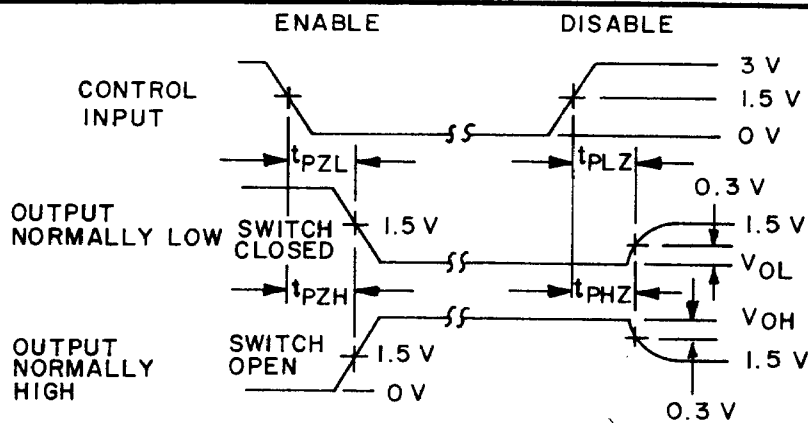 ENABLE DISABLE
CONTROL INPUT
3 V
1.5 V
0 V
tPZL
tPLZ
0.3 V
OUTPUT
NORMALLY LOW
SWITCH
CLOSED
1.5 V
1.5 V
VOL
tPZH
tPHZ
VOH
OUTPUT
NORMALLY
HIGH
SWITCH
OPEN
1.5 V
0 V
1.5 V
0.3 V